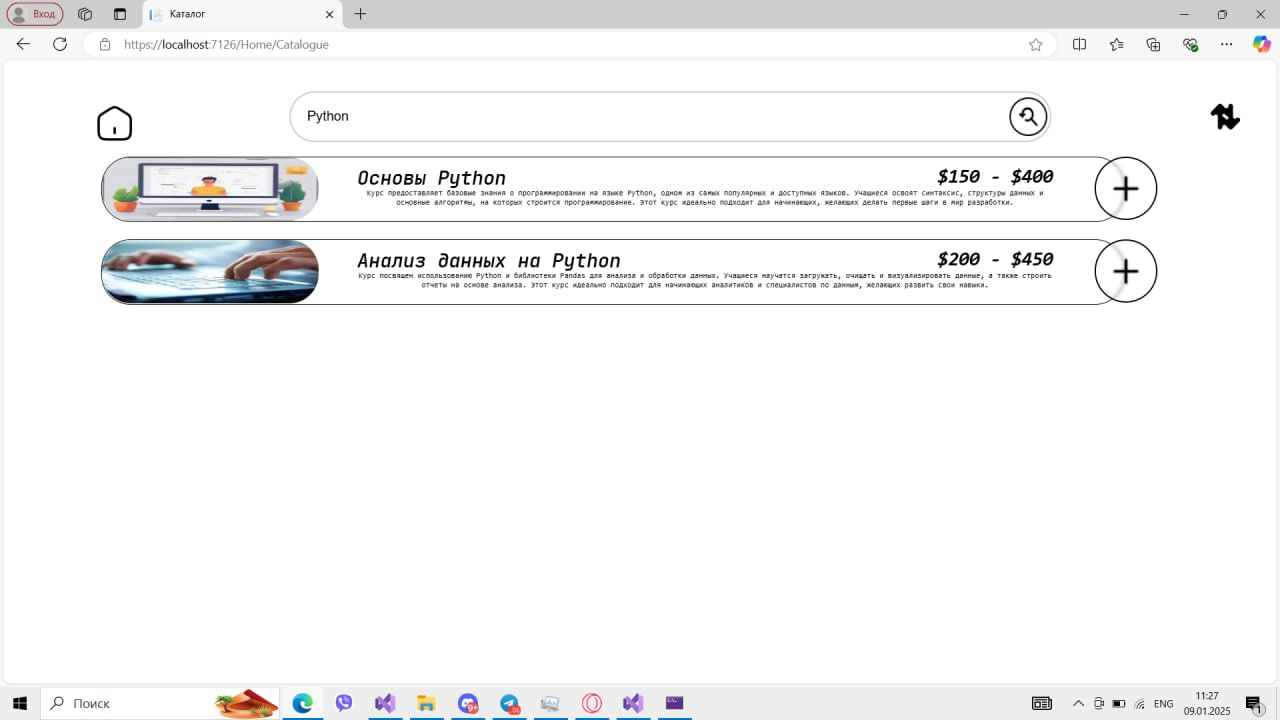 Вход
Каталог
https://localhost:7126/Home/Catalogue
Python
Основы Python
$150 - $400
Курс предоставляет базовые знания о программировании на языке Python, одном из самых популярных и доступных языков. Учащиеся освоят синтаксис, структуры данных и
основные алгоритмы, на которых строится программирование. Этот курс идеально подходит для начинающих, желающих делать первые шаги в мир разработки.
Анализ данных на Python
$200 - $450
Курс посвящен использованию Python и библиотеки Pandas для анализа и обработки данных. Учащиеся научатся загружать, очищать и визуализировать данные, а также строить
отчеты на основе анализа. Этот курс идеально подходит для начинающих аналитиков и специалистов по данным, желающих развить свои навыки.
Поиск
ENG
11:27
09.01.2025
1